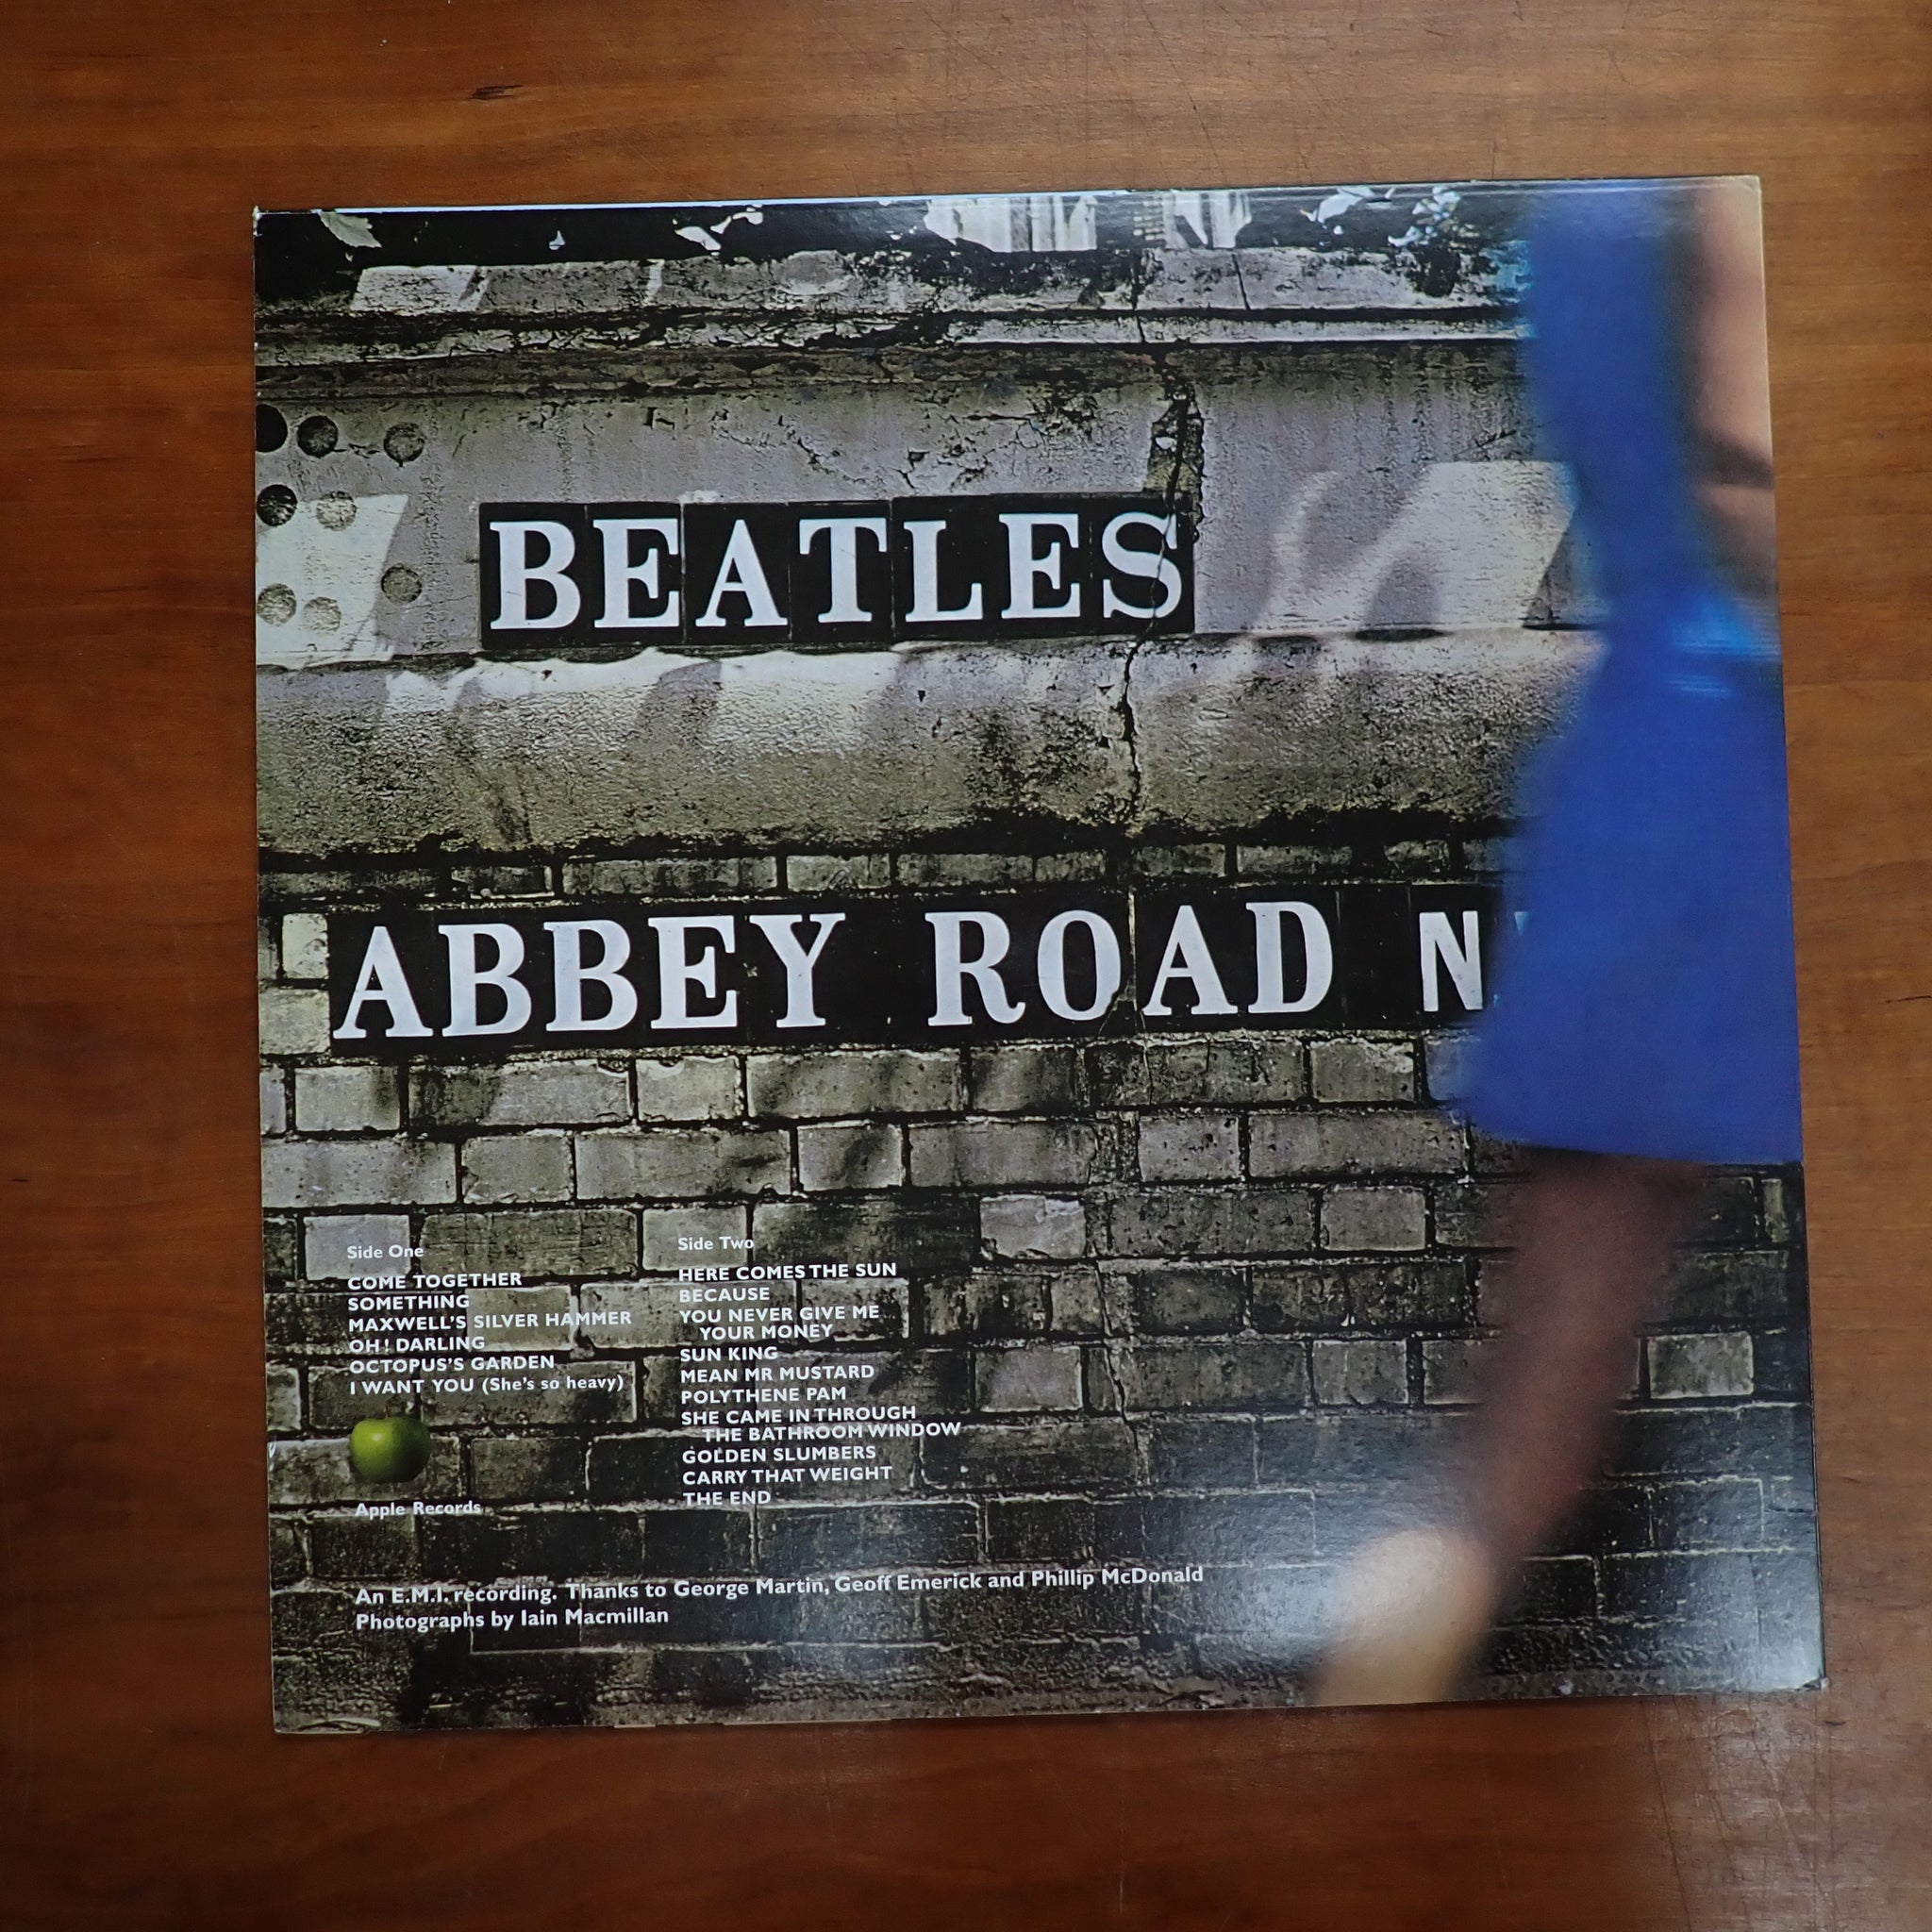 BEATLES
ABBEY ROAD N
Side One
COME TOGETHER
SOMETHING
MAXWELL'S SILVER HAMMER
OH! DARLING
OCTOPUS'S GARDEN
I WANT YOU (She's so heavy)
Apple Records
Side Two
HERE COMES THE SUN
BECAUSE
YOU NEVER GIVE ME
YOUR MONEY
SUN KING
MEAN MR MUSTARD
POLYTHENE PAM
SHE CAME IN THROUGH
THE BATHROOM WINDOW
GOLDEN SLUMBERS
CARRY THAT WEIGHT
THE END
An E.M.I. recording. Thanks to George Martin, Geoff Emerick and Phillip McDonald
Photographs by Iain Macmillan